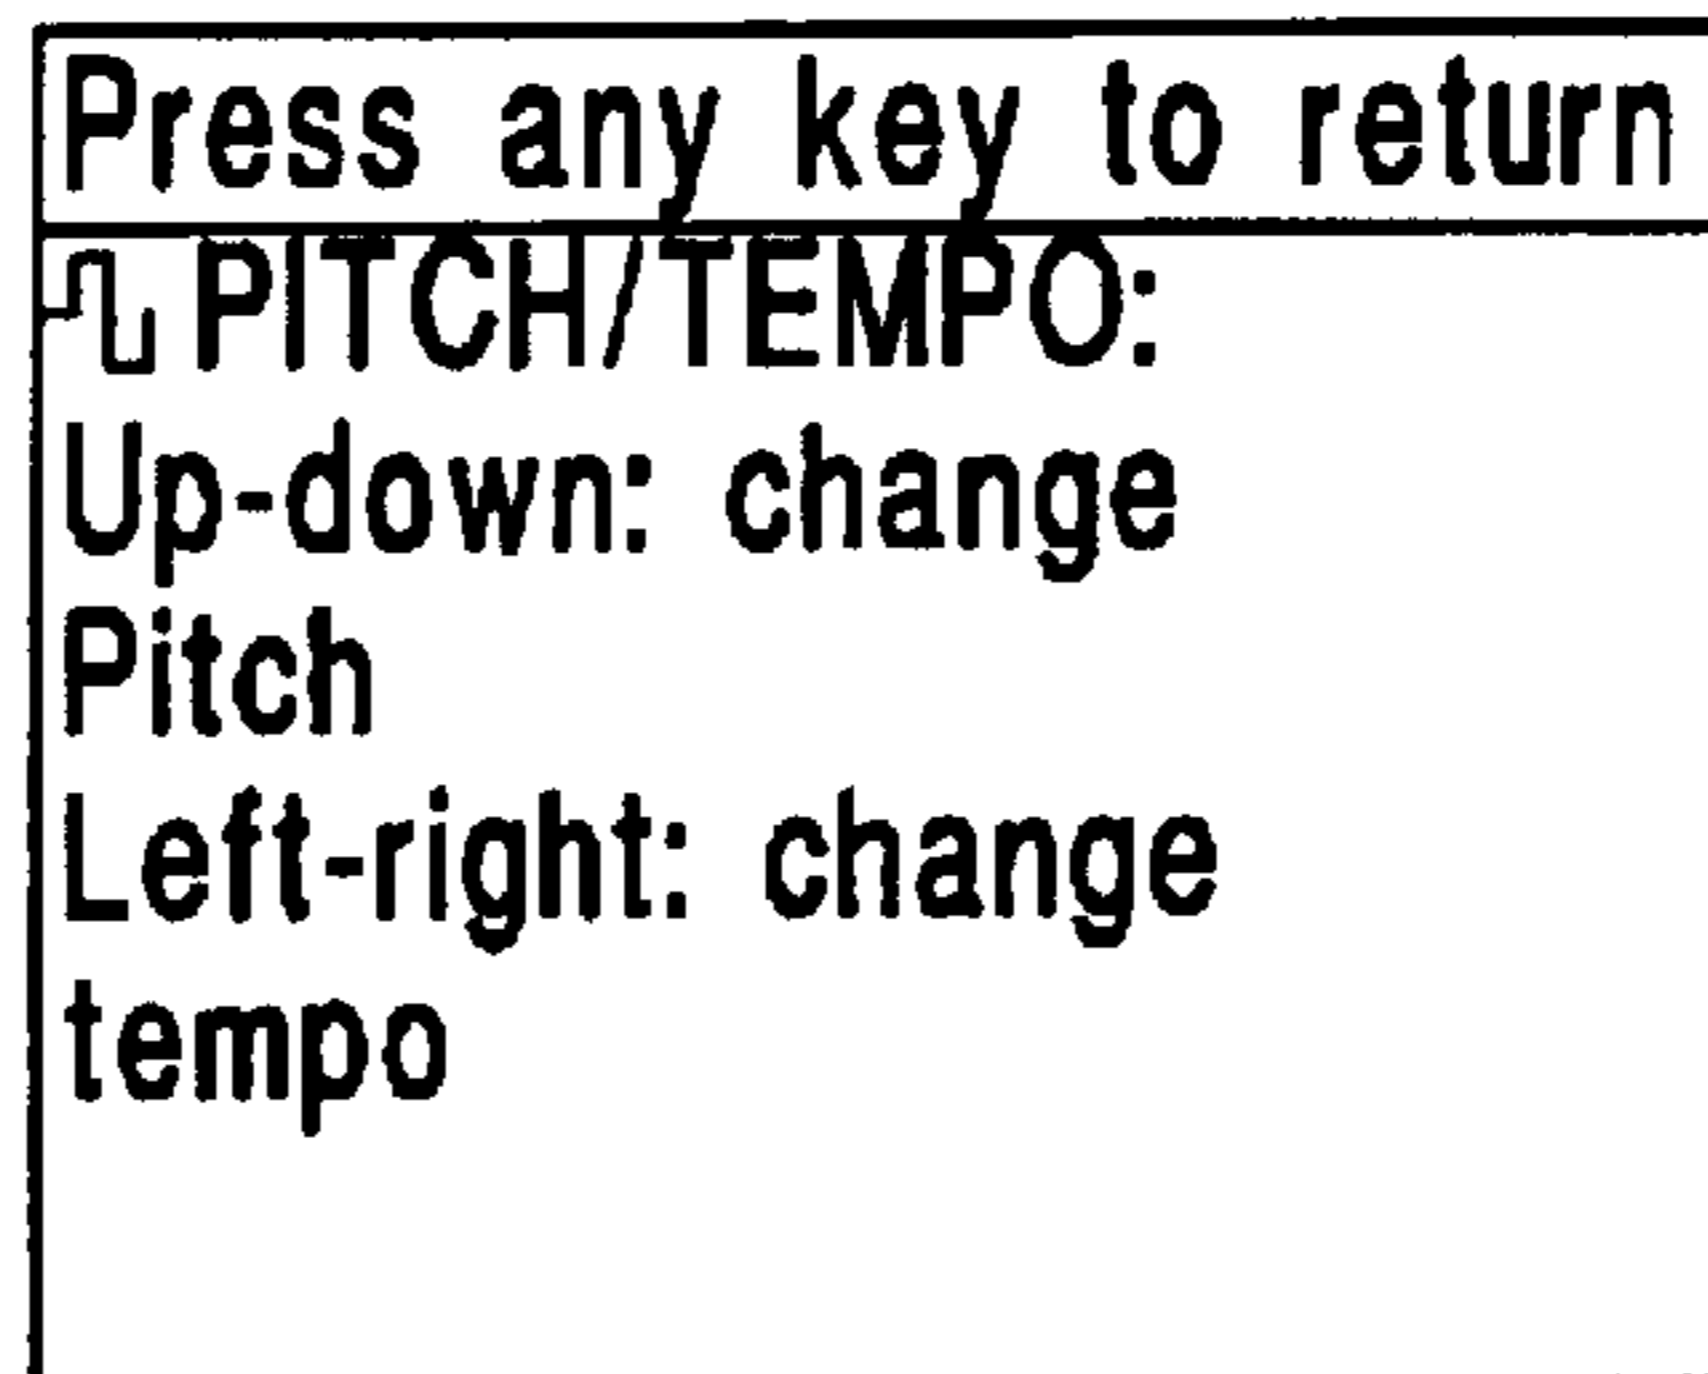 Press any key to return
PITCH/TEMPO:
Up-down: change
Pitch
Left-right: change
tempo